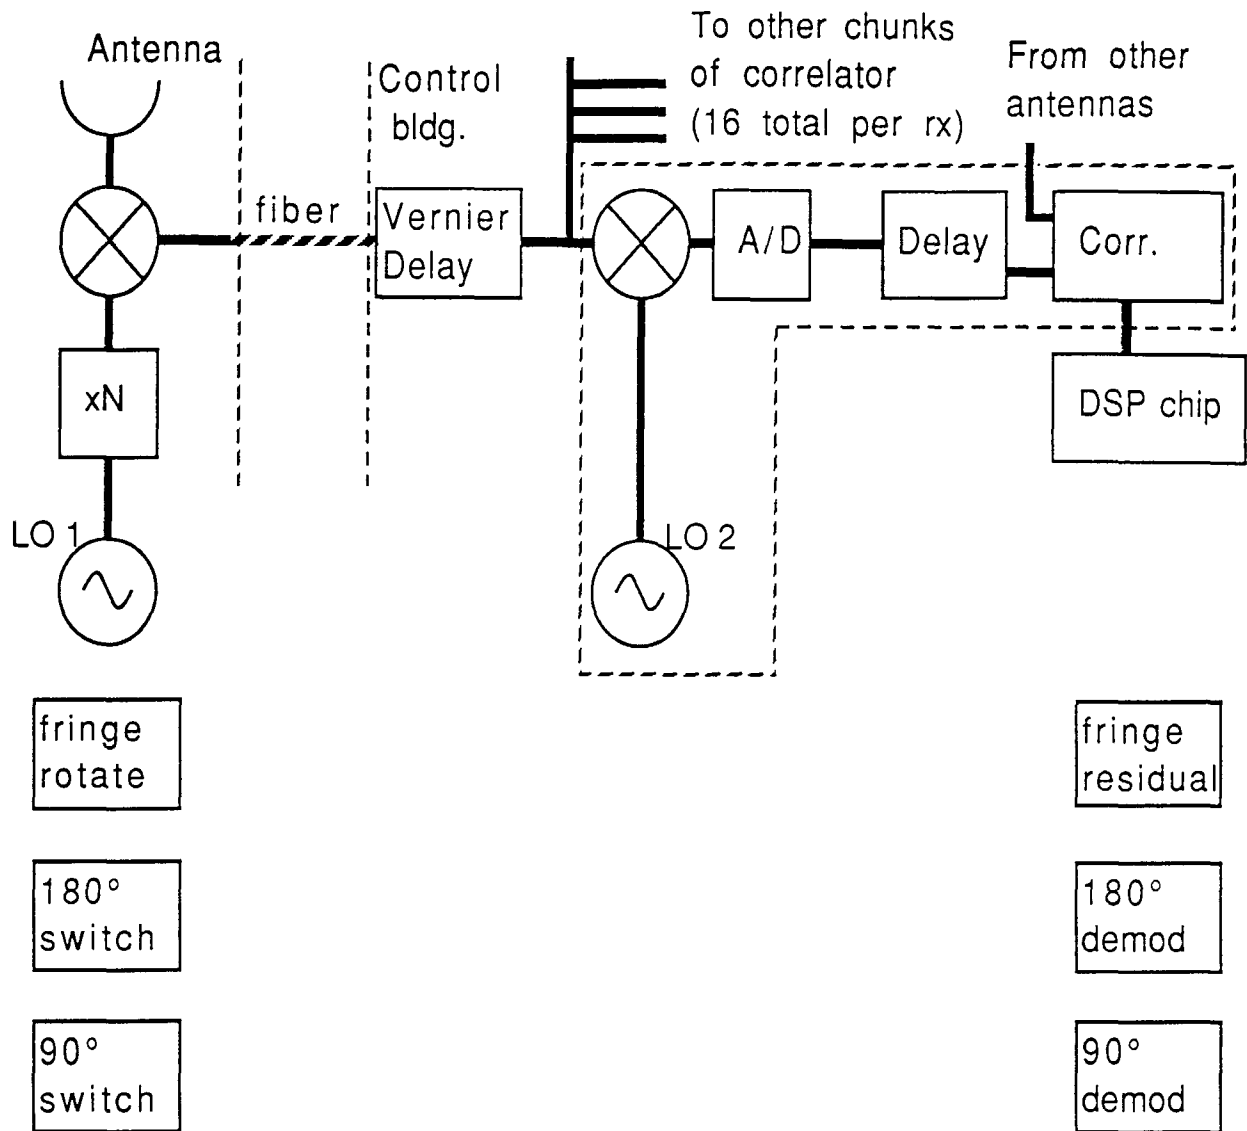 Antenna
Control
bldg.
To other chunks
of correlator
(16 total per rx)
From other
antennas
fiber
Vernier
Delay
A/D
Delay
Corr.
xN
DSP chip
LO 1
LO 2
fringe
rotate
fringe
residual
180°
switch
180°
demod
90°
switch
90°
demod